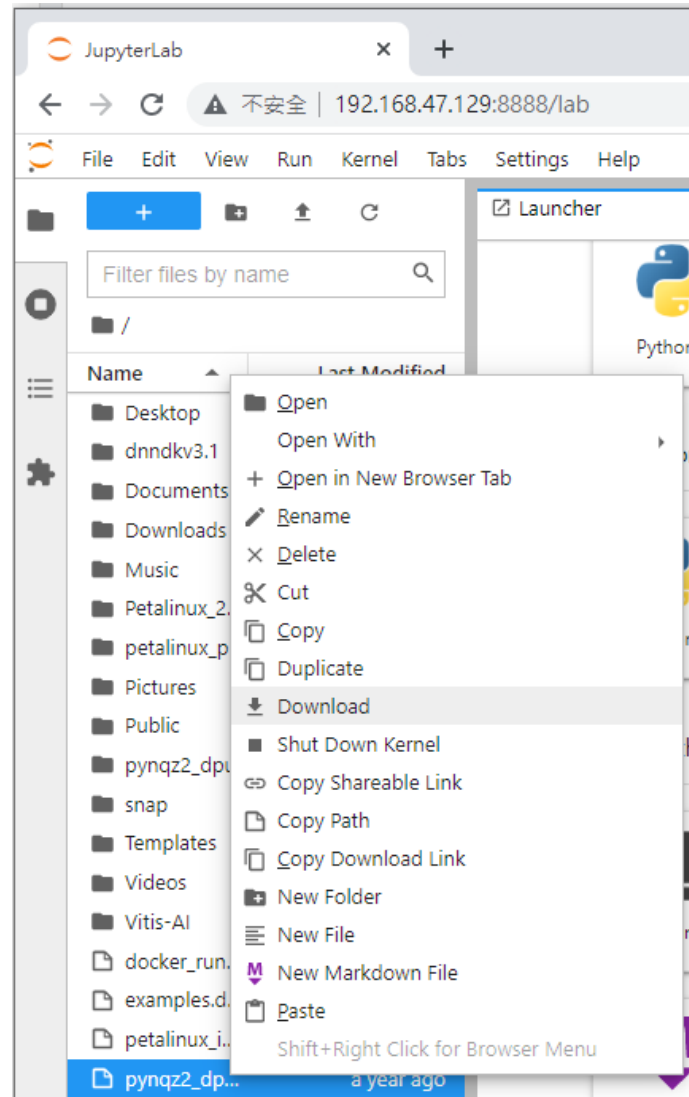 JupyterLab
不安全 | 192.168.47.129:8888/lab
File Edit View Run Kernel Tabs Settings Help
Launcher
Filter files by name
/
Name
Last Modified
Desktop
dnndkv3.1
Documents
Downloads
Music
Petalinux_2.
petalinux_p
Pictures
Public
pynqz2_dpu
snap
Templates
Videos
Vitis-AI
docker_run.
examples.d.
petalinux_i..
pynqz2_dp... a year ago
Open
Open With
Open in New Browser Tab
Rename
Delete
Cut
Copy
Duplicate
Download
Shut Down Kernel
Copy Shareable Link
Copy Path
Copy Download Link
New Folder
New File
New Markdown File
Paste
Shift+Right Click for Browser Menu
Python